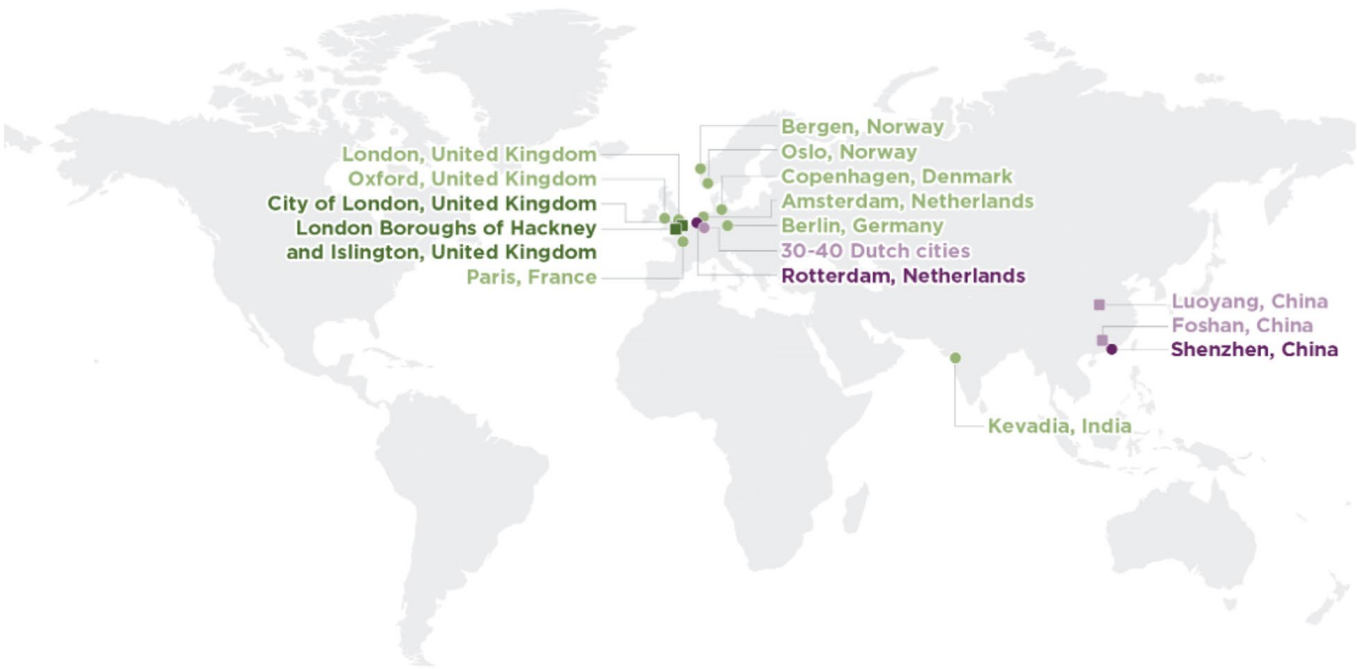 London, United Kingdom
Oxford, United Kingdom
City of London, United Kingdom
London Boroughs of Hackney
and Islington, United Kingdom
Paris, France
Bergen, Norway
Oslo, Norway
Copenhagen, Denmark
Amsterdam, Netherlands
Berlin, Germany
30-40 Dutch cities
Rotterdam, Netherlands
Luoyang, China
Foshan, China
Shenzhen, China
Kevadia, India